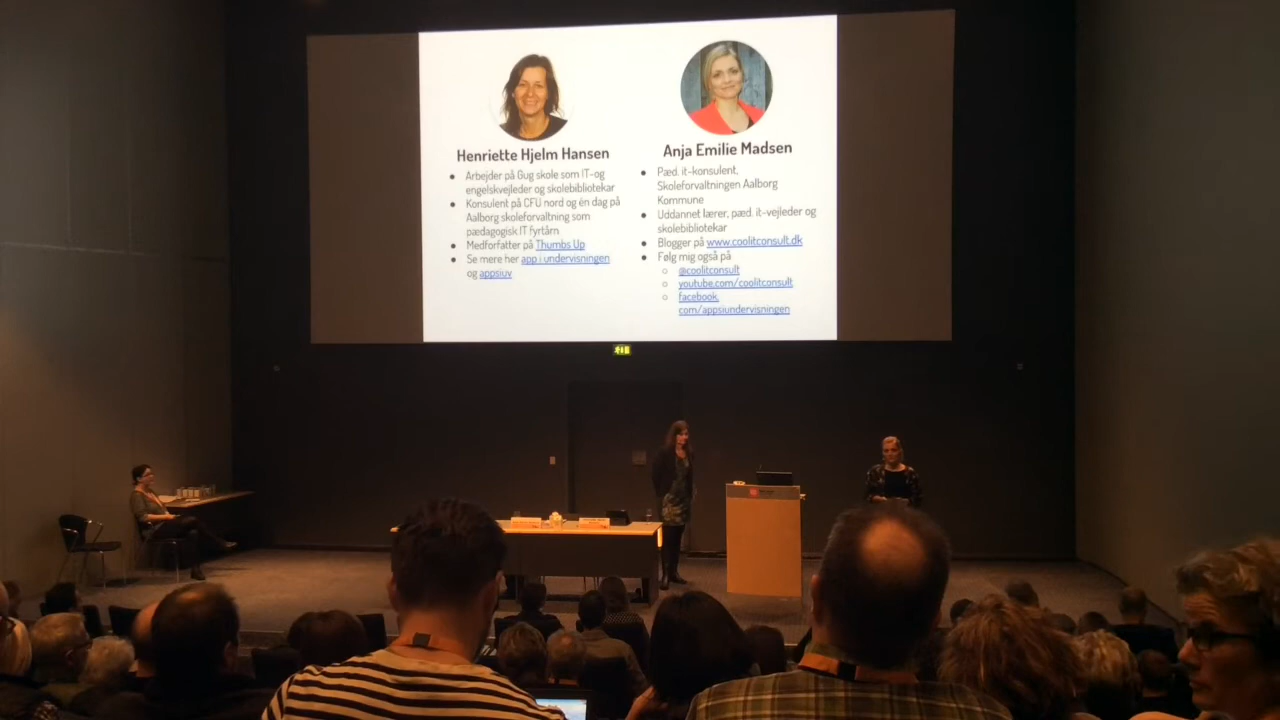 Henriette Hjelm Hansen
Arbejder på Gug skole som IT-og
engelskvejleder og skolebibliotekar
Konsulent på CFU nord og én dag på
Aalborg skoleforvaltning som
pædagogisk IT fyrtårn
Medforfatter på Thumbs Up
Se mere her app i undervisningen
og appsiuv
Anja Emilie Madsen
Pæd. it-konsulent,
Skoleforvaltningen Aalborg
Kommune
Uddannet lærer, pæd. it-vejleder og
skolebibliotekar
Blogger på www.coolitconsult.dk
Følg mig også på
@coolitconsult
youtube.com/coolitconsult
facebook.
com/appsiundervisningen